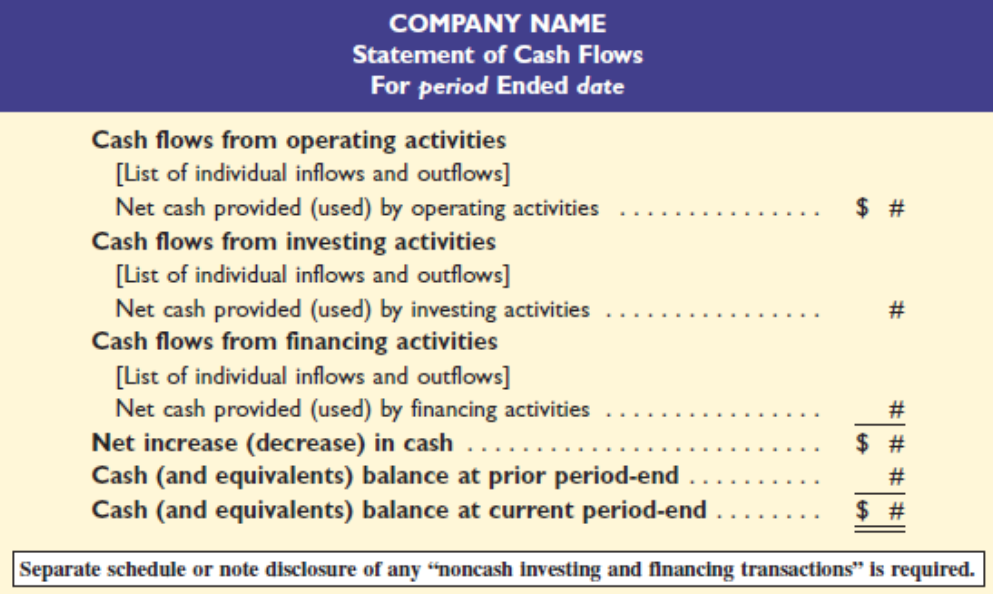 COMPANY NAME
Statement of Cash Flows
For period Ended date
Cash flows from operating activities
[List of individual inflows and outflows]
Net cash provided (used) by operating activities . . . . . . . . . . . . . . . $ #
Cash flows from investing activities
[List of individual inflows and outflows]
Net cash provided (used) by investing activities . . . . . . . . . . . . . . . . #
Cash flows from financing activities
[List of individual inflows and outflows]
Net cash provided (used) by financing activities . . . . . . . . . . . . . . . . #
Net increase (decrease) in cash . . . . . . . . . . . . . . . . . . . . . . . . . . $ #
Cash (and equivalents) balance at prior period-end . . . . . . . . . . #
Cash (and equivalents) balance at current period-end . . . . . . . . $ #
Separate schedule or note disclosure of any “noncash investing and financing transactions” is required.